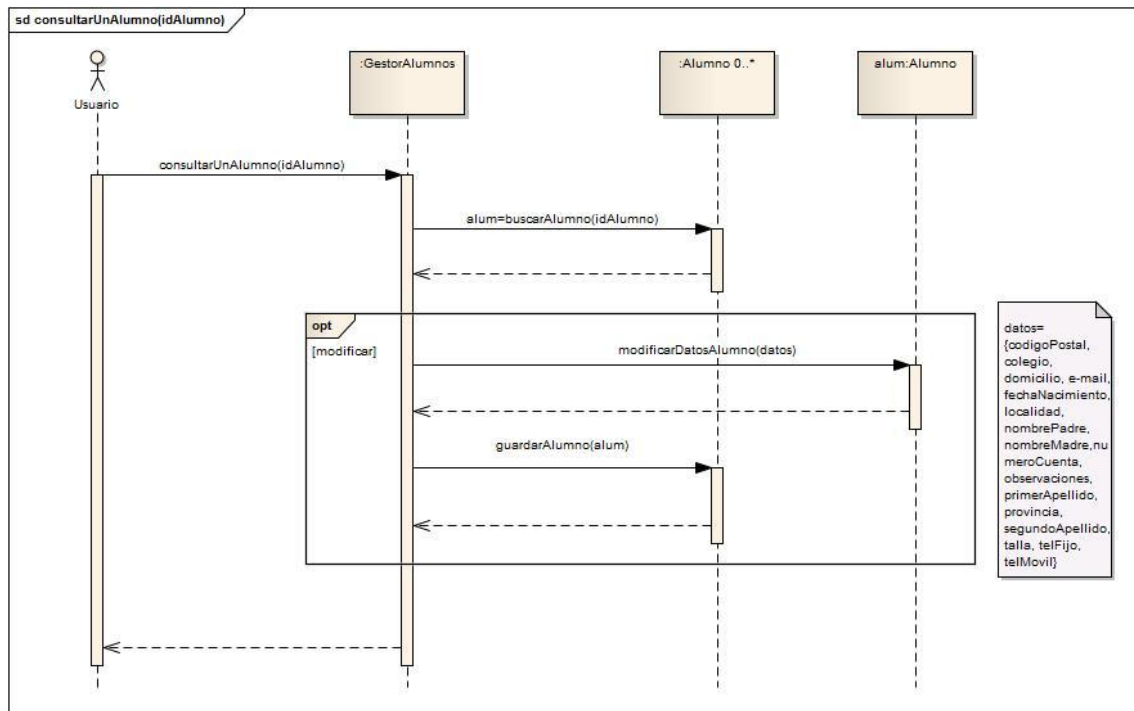 sd consultarUnAlumno(idAlumno)
Usuario
:GestorAlumnos
:Alumno 0..*
alum:Alumno
consultarUnAlumno(idAlumno)
alum=buscarAlumno(idAlumno)
opt
[modificar]
modificarDatosAlumno(datos)
guardarAlumno(alum)
datos=
{codigoPostal,
colegio,
domicilio, e-mail,
fechaNacimiento,
localidad,
nombrePadre,
nombreMadre,nu
meroCuenta,
observaciones,
primerApellido,
provincia,
segundoApellido,
talla, telFijo,
telMovil}